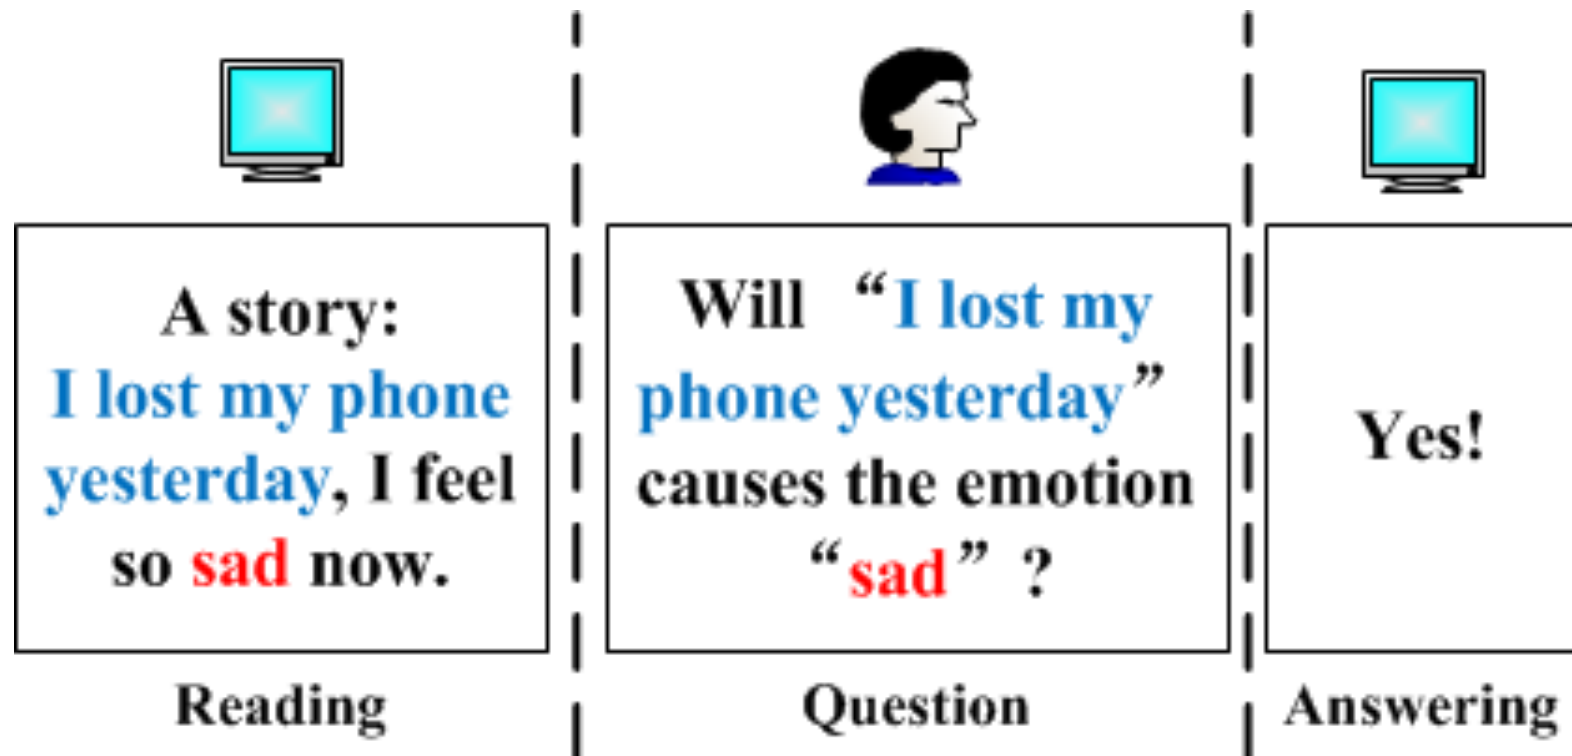 A story:
I lost my phone
yesterday, I feel
so sad now.
Reading
Will “I lost my
phone yesterday”
causes the emotion
“sad” ?
Question
Yes!
Answering